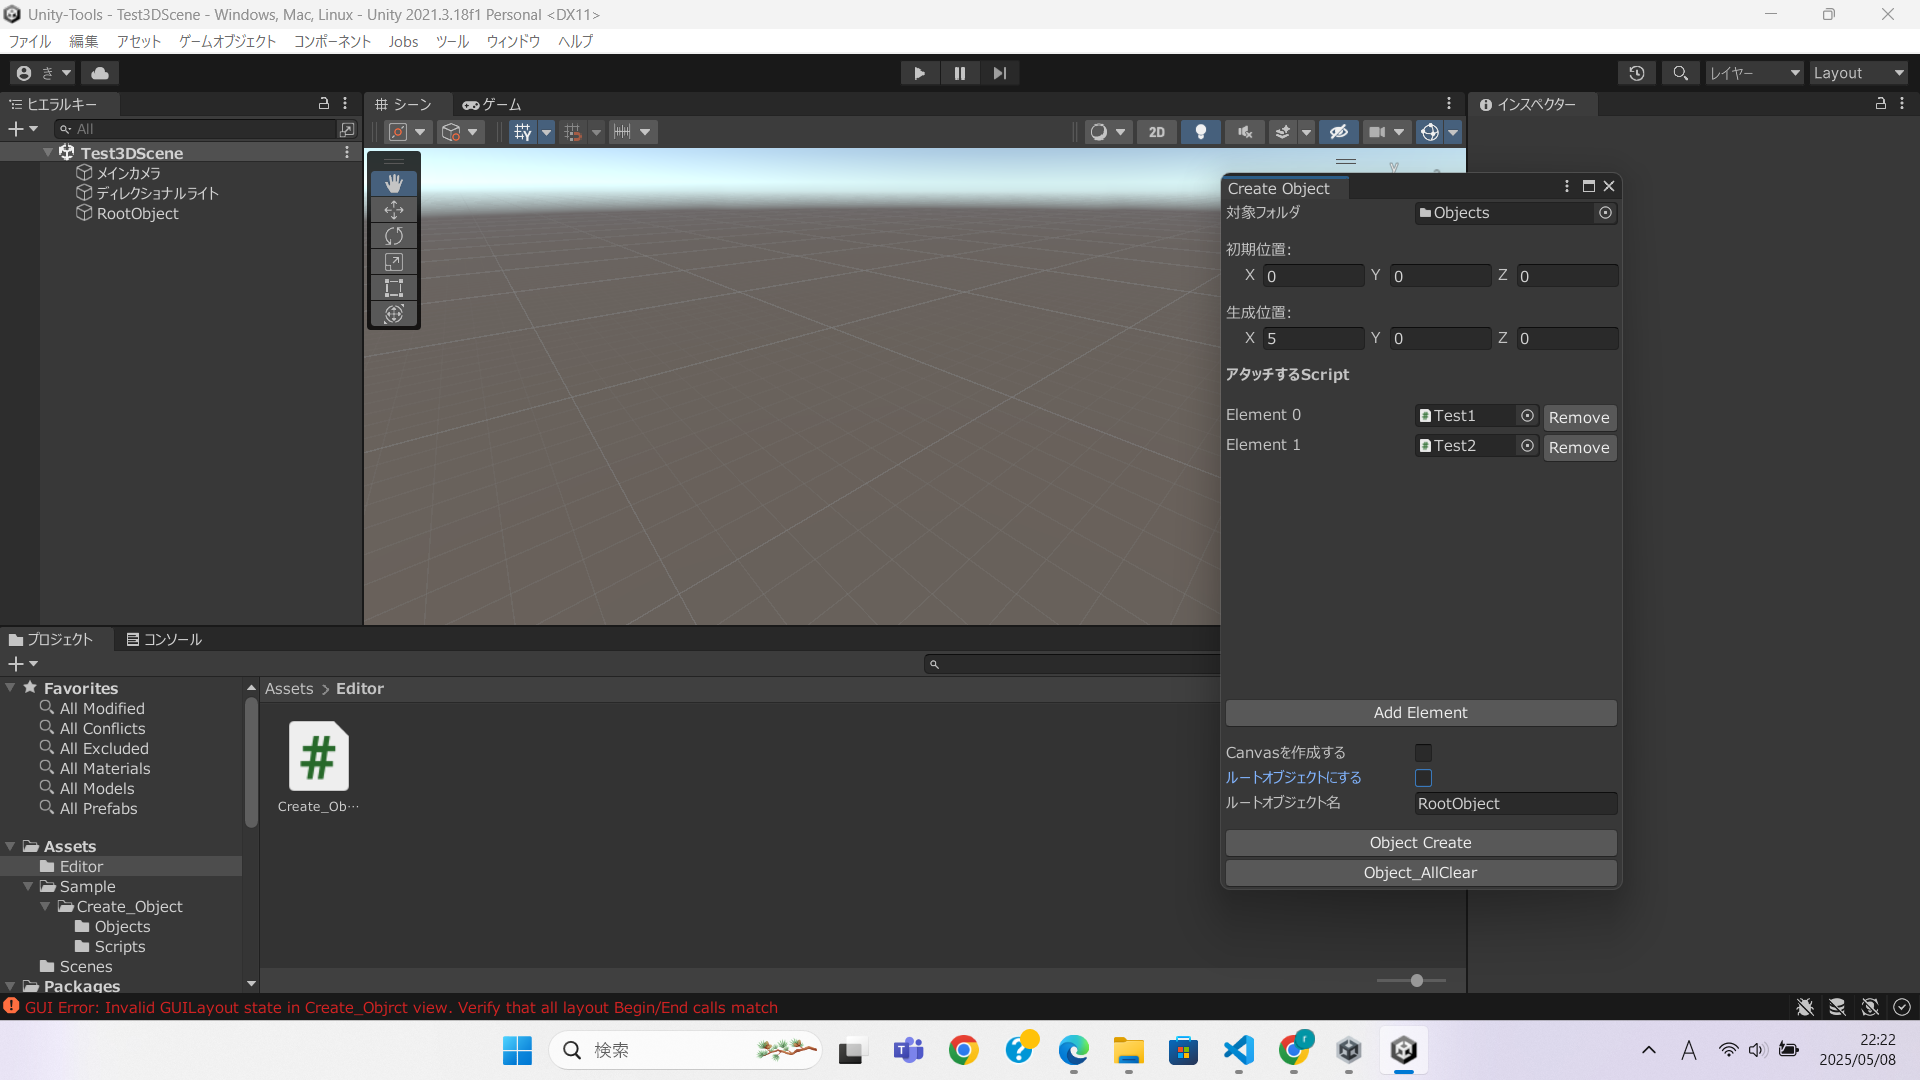 Unity-Tools - Test3DScene - Windows, Mac, Linux - Unity 2021.3.18f1 Personal <DX11>
ファイル 編集 アセット ゲームオブジェクト コンポーネント Jobs ツール ウィンドウ ヘルプ
き レイヤー Layout
ヒエラルキー
All
Test3DScene
メインカメラ
ディレクショナルライト
RootObject
シーン ゲーム
2D
y
インスペクター
Create Object
対象フォルダ Objects
初期位置:
X 0 Y 0 Z 0
生成位置:
X 5 Y 0 Z 0
アタッチするScript
Element 0 Test1 Remove
Element 1 Test2 Remove
Add Element
Canvasを作成する
ルートオブジェクトにする
ルートオブジェクト名 RootObject
Object Create
Object_AllClear
プロジェクト コンソール
Favorites
All Modified
All Conflicts
All Excluded
All Materials
All Models
All Prefabs
Assets
Editor
Sample
Create_Object
Objects
Scripts
Scenes
Packages
Assets > Editor
#
Create_Ob...
GUI Error: Invalid GUILayout state in Create_Objrct view. Verify that all layout Begin/End calls match
検索
A
22:22
2025/05/08